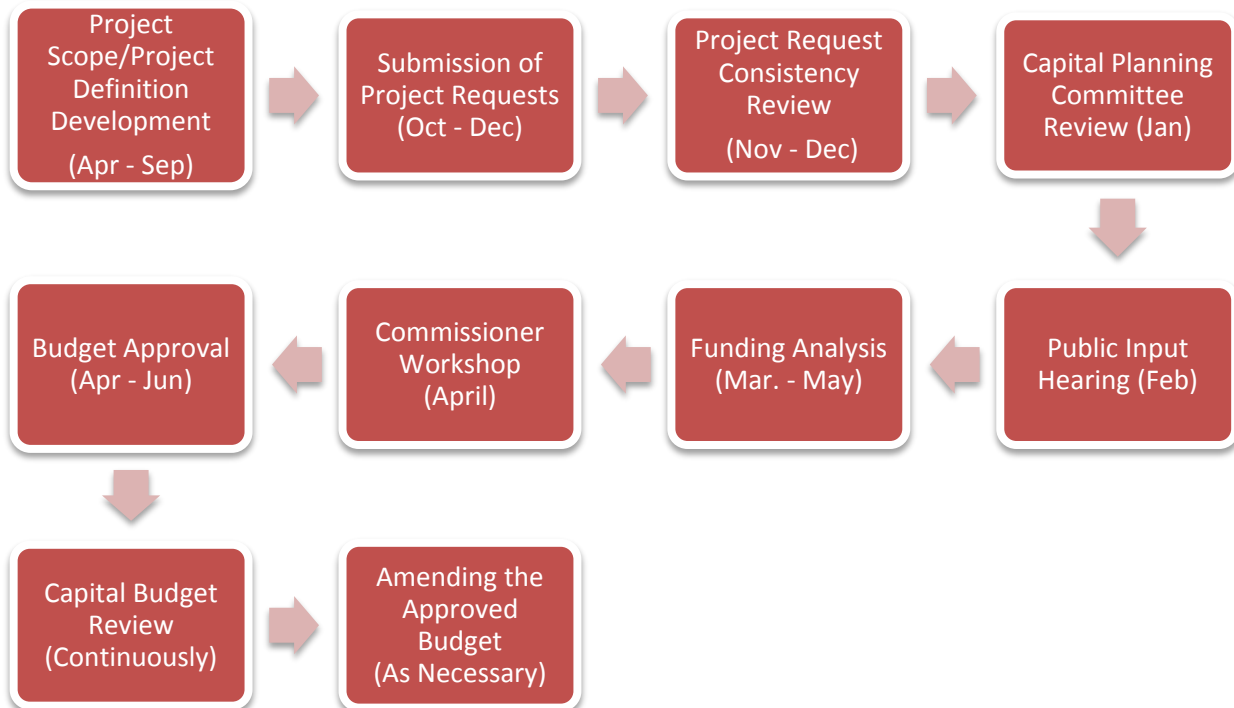 Project
Scope/Project
Definition
Development
(Apr - Sep)
Submission of
Project Requests
(Oct - Dec)
Project Request
Consistency
Review
(Nov - Dec)
Capital Planning
Committee
Review (Jan)
Public Input
Hearing (Feb)
Funding Analysis
(Mar. - May)
Commissioner
Workshop
(April)
Budget Approval
(Apr - Jun)
Capital Budget
Review
(Continuously)
Amending the
Approved
Budget
(As Necessary)